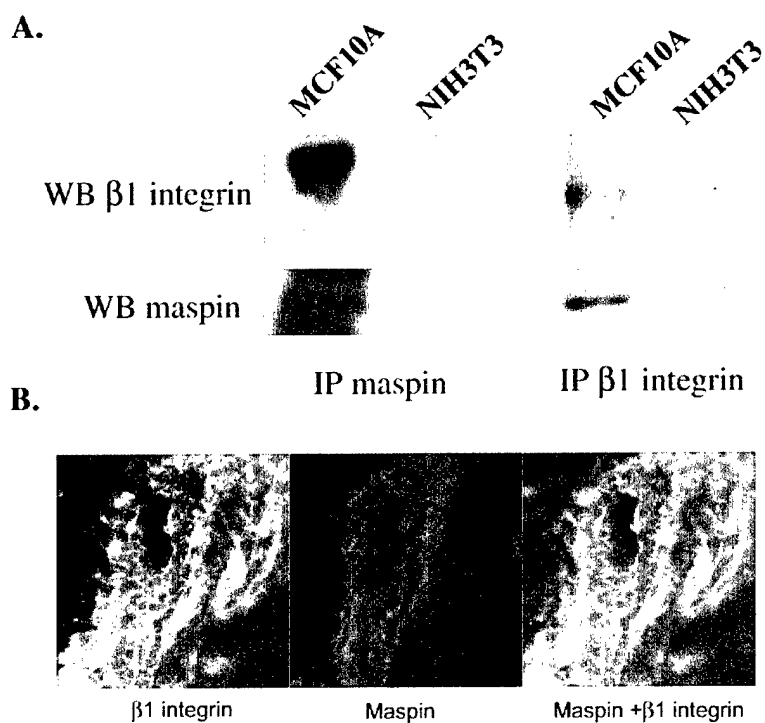 A.
MCF10A
NIH3T3
MCF10A
NIH3T3
WB β1 integrin
WB maspin
IP maspin
IP β1 integrin
B.
β1 integrin
Maspin
Maspin +β1 integrin